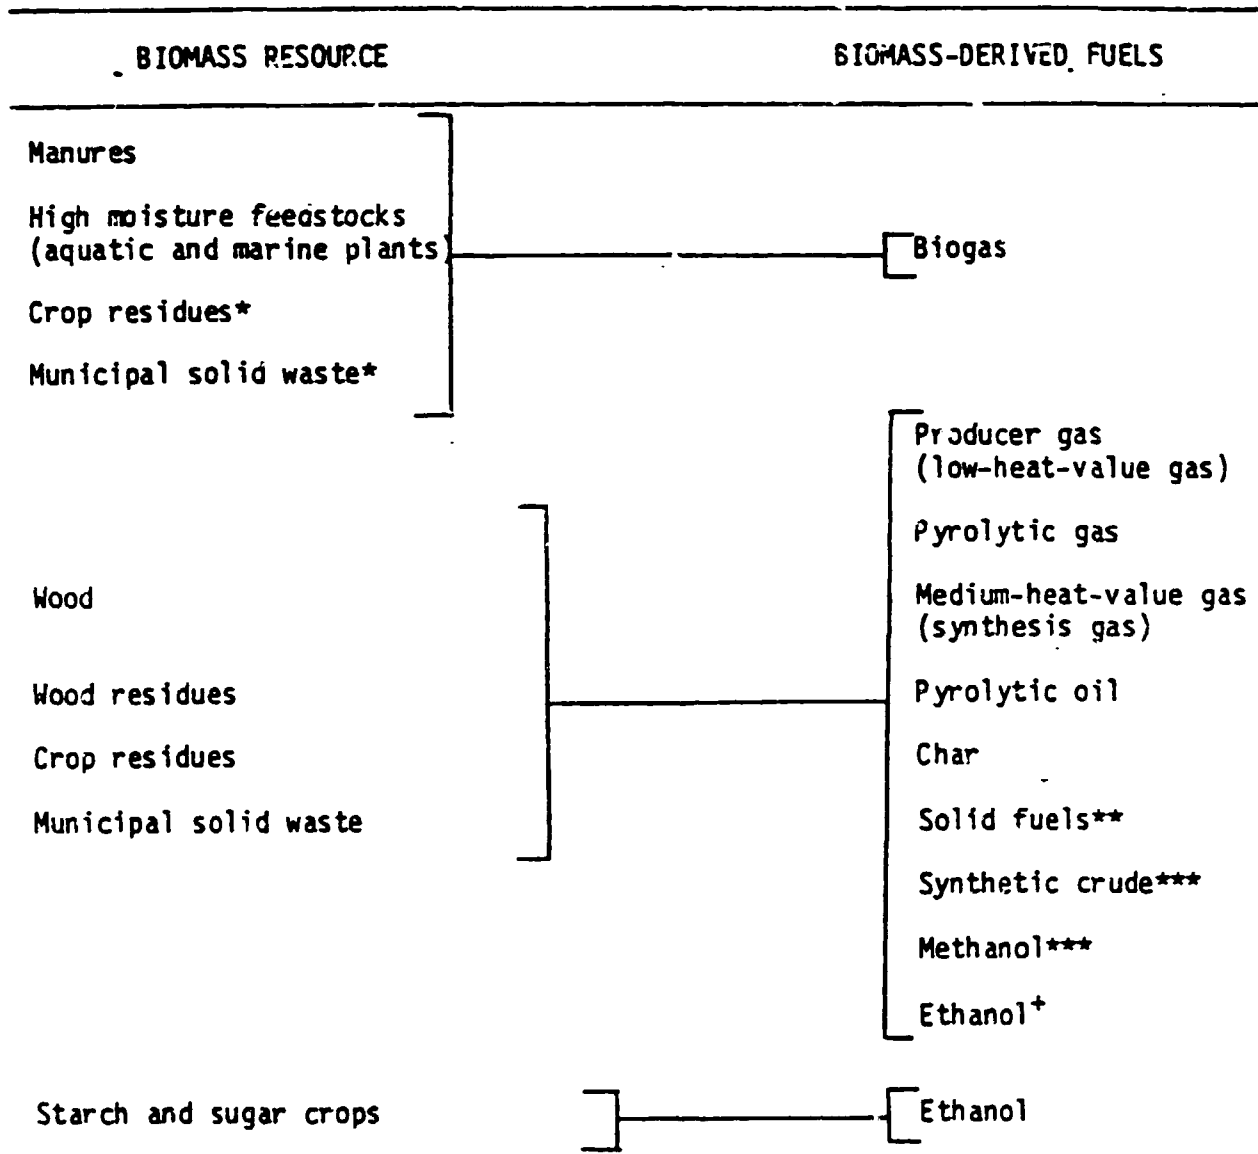 BIOMASS RESOURCE
BIOMASS-DERIVED FUELS
Manures
High moisture feedstocks
(aquatic and marine plants)
Crop residues*
Municipal solid waste*
Biogas
Wood
Wood residues
Crop residues
Municipal solid waste
Producer gas
(low-heat-value gas)
Pyrolytic gas
Medium-heat-value gas
(synthesis gas)
Pyrolytic oil
Char
Solid fuels**
Synthetic crude***
Methanol***
Ethanol+
Starch and sugar crops
Ethanol